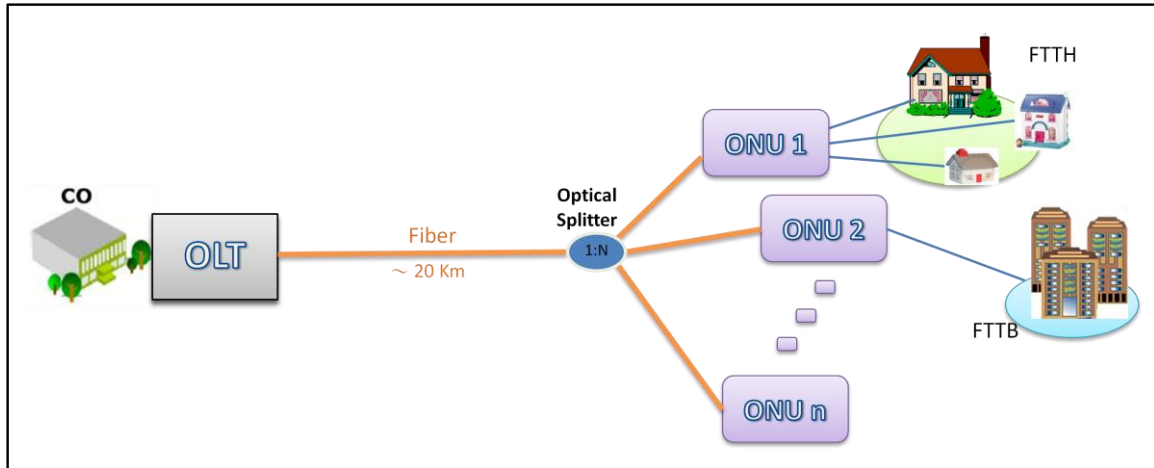 FTTH
ONU 1
CO
OLT
Optical
Splitter
Fiber
1:N
~ 20 Km
ONU 2
FTTB
ONU n